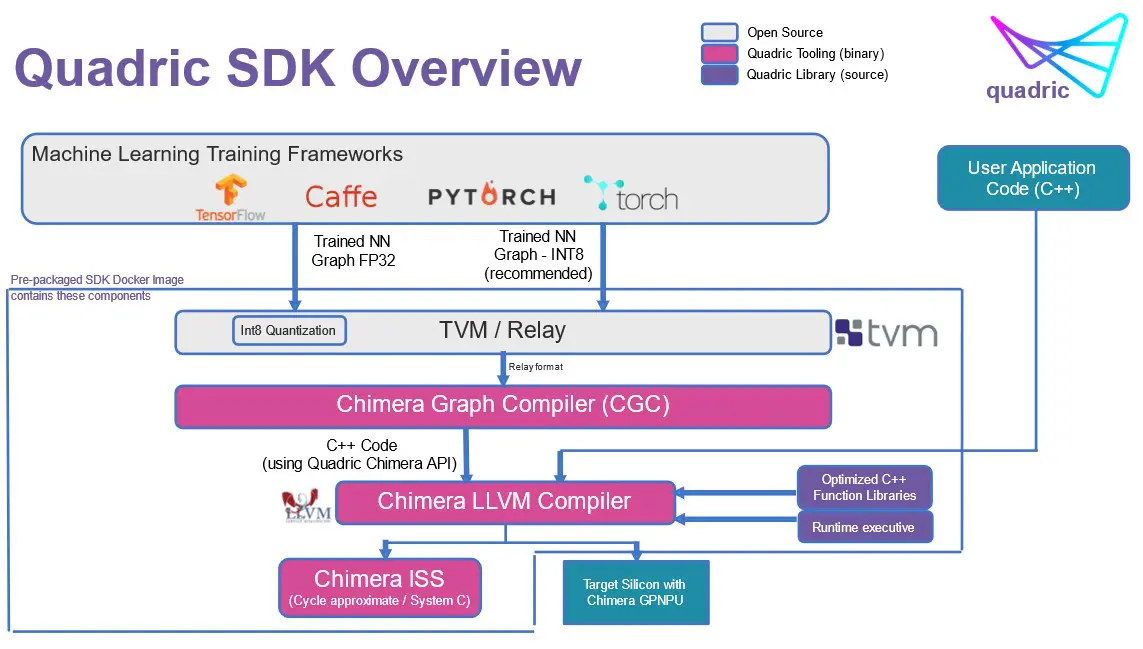 Quadric SDK Overview
Open Source
Quadric Tooling (binary)
Quadric Library (source)
quadric
Machine Learning Training Frameworks
TensorFlow
Caffe
PYTORCH
torch
User Application
Code (C++)
Trained NN
Graph FP32
Trained NN
Graph - INT8
(recommended)
Pre-packaged SDK Docker Image
contains these components
Int8 Quantization
TVM / Relay
tvm
Relay format
Chimera Graph Compiler (CGC)
C++ Code
(using Quadric Chimera API)
Optimized C++
Function Libraries
LLVM
Chimera LLVM Compiler
Runtime executive
Chimera ISS
(Cycle approximate / System C)
Target Silicon with
Chimera GPNPU